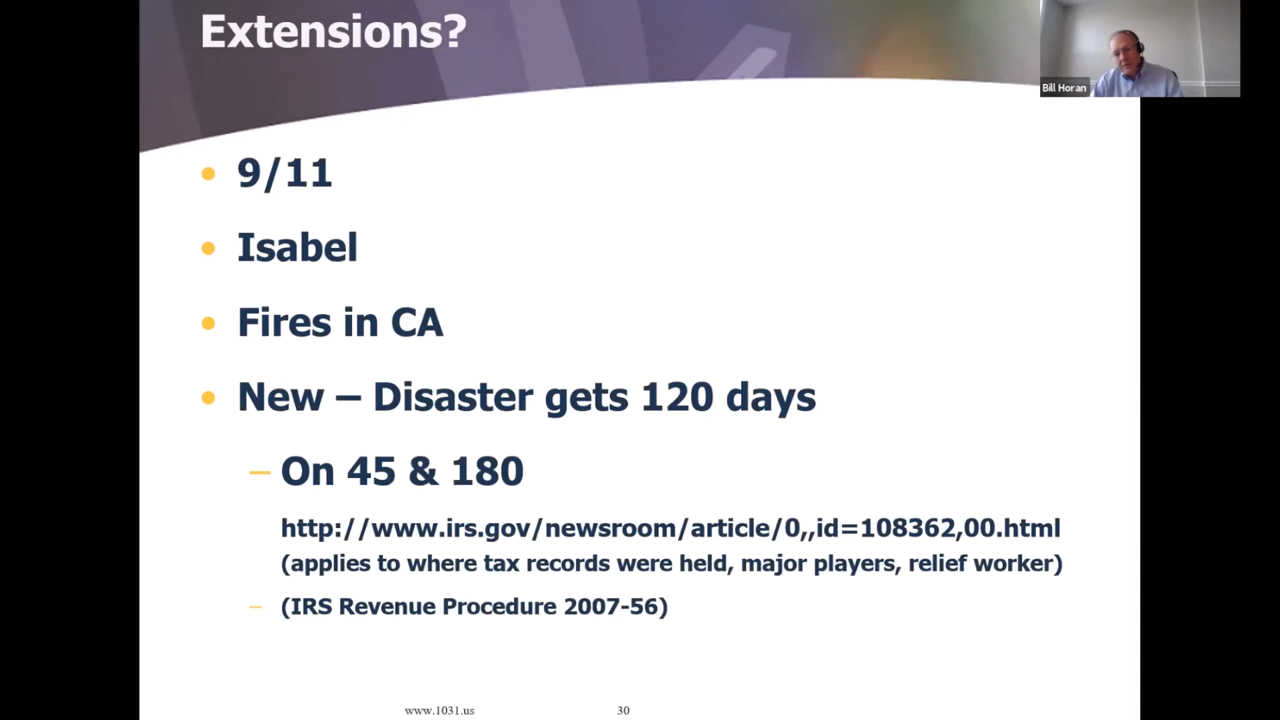 Extensions?
Bill Horan
• 9/11
• Isabel
• Fires in CA
• New – Disaster gets 120 days
– On 45 & 180
http://www.irs.gov/newsroom/article/0,,id=108362,00.html
(applies to where tax records were held, major players, relief worker)
– (IRS Revenue Procedure 2007-56)
www.1031.us
30